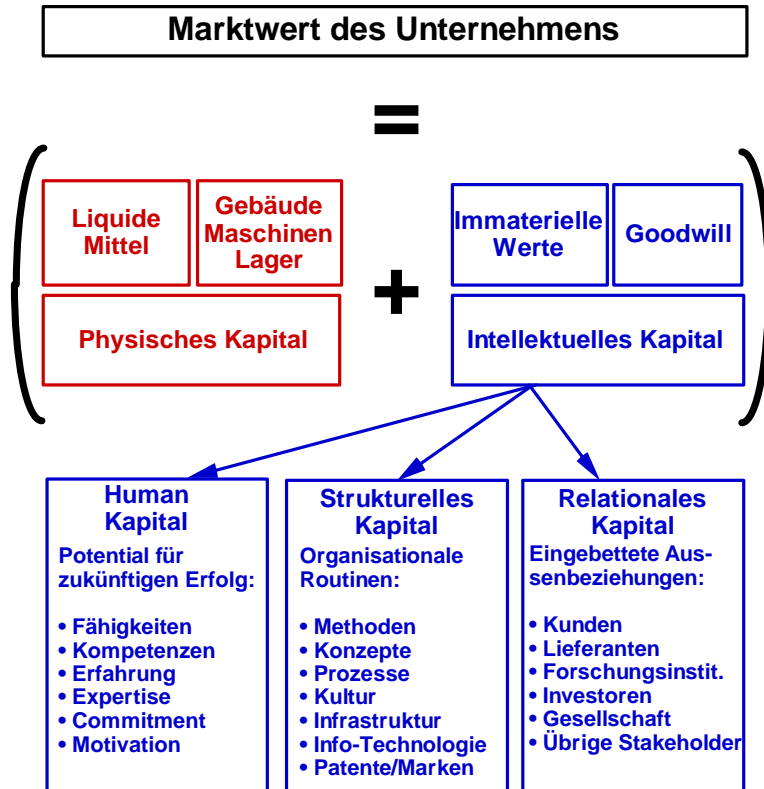 Marktwert des Unternehmens
=
Liquide
Mittel
Gebäude
Maschinen
Lager
Physisches Kapital
+
Immaterielle
Werte
Goodwill
Intellektuelles Kapital
Human
Kapital
Potential für
zukünftigen Erfolg:
• Fähigkeiten
• Kompetenzen
• Erfahrung
• Expertise
• Commitment
• Motivation
Strukturelles
Kapital
Organisationale
Routinen:
• Methoden
• Konzepte
• Prozesse
• Kultur
• Infrastruktur
• Info-Technologie
• Patente/Marken
Relationales
Kapital
Eingebettete Aus-
senbeziehungen:
• Kunden
• Lieferanten
• Forschungsinstit.
• Investoren
• Gesellschaft
• Übrige Stakeholder